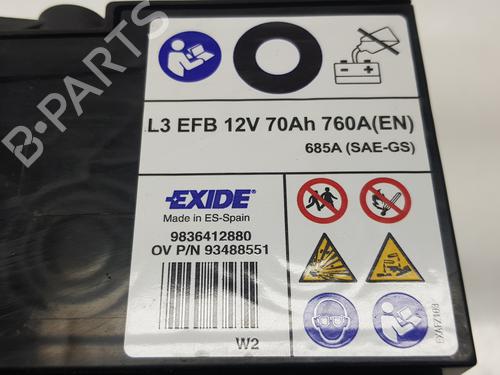 B-PARTS
L3 EFB 12V 70Ah 760A(EN)
685A (SAE-GS)
EXIDE
Made in ES-Spain
9836412880
OV P/N 93488551
W2